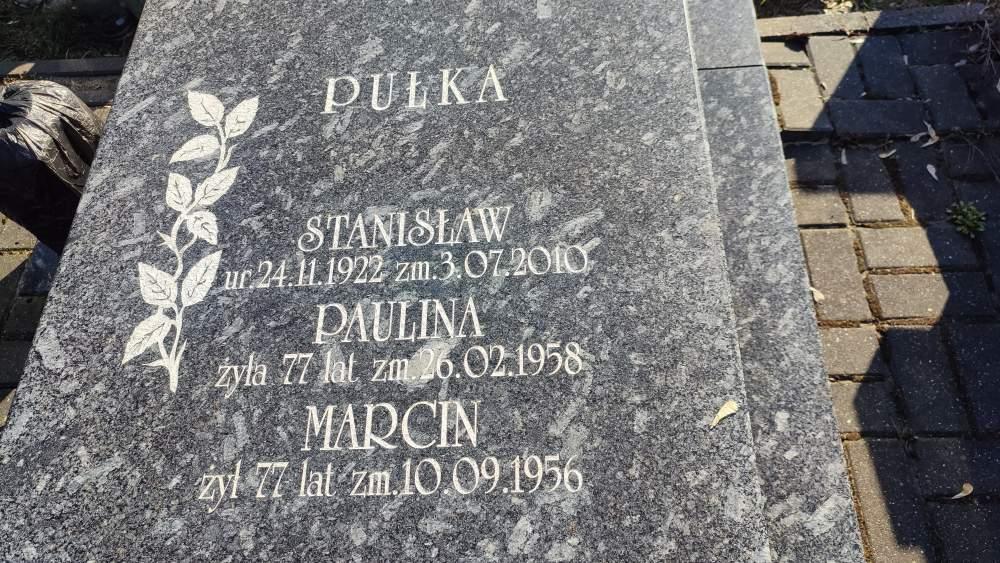 PUŁKA
STANISŁAW
ur.24.11.1922 zm.3.07.2010
PAULINA
żyła 77 lat zm.26.02.1958
MARCIN
żył 77 lat zm.10.09.1956